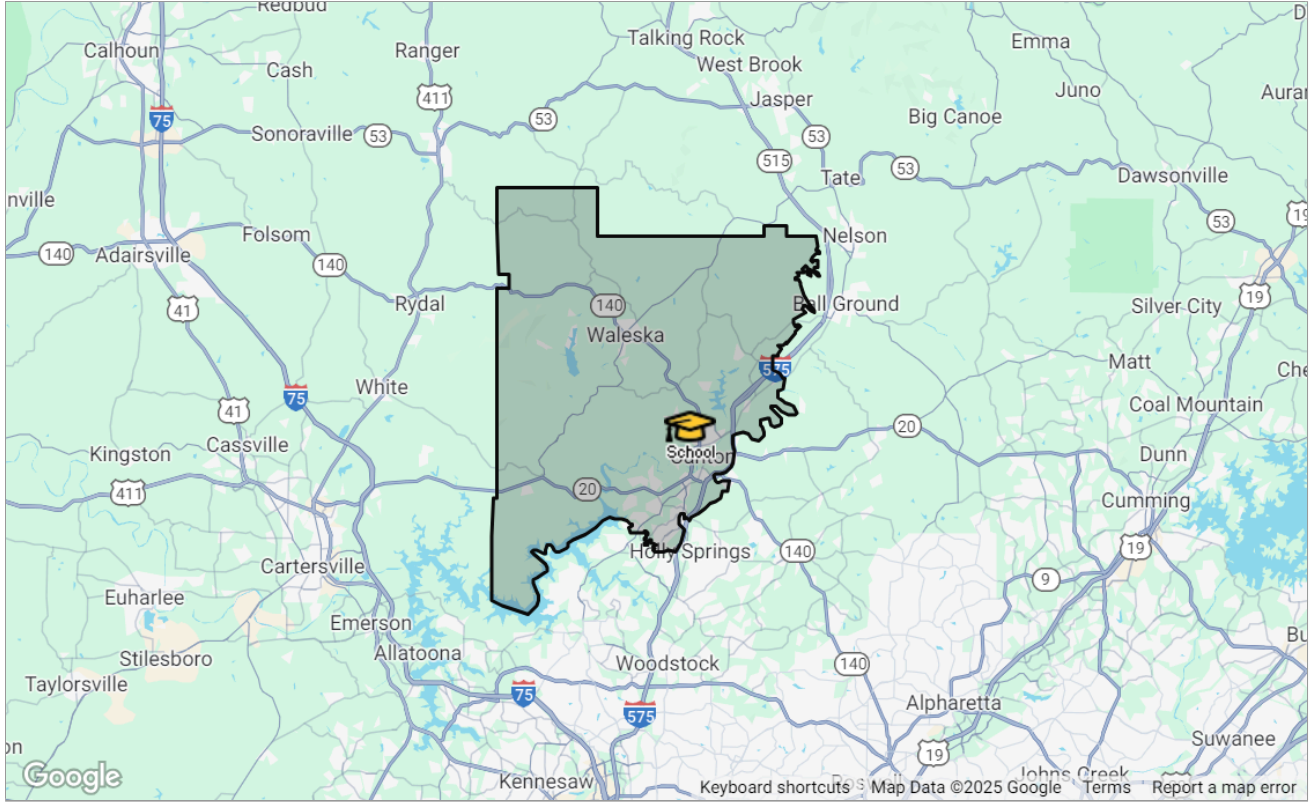 Redbud
Calhoun
Ranger
Talking Rock
Emma
West Brook
Cash
Juno
411
Jasper
75
53
Big Canoe
Sonoraville
53
53
515
53
Tate
Dawsonville
nville
53
19
Folsom
Nelson
140
Adairsville
140
Rydal
140
Ball Ground
19
Silver City
41
Waleska
Matt
575
White
75
41
Coal Mountain
Cassville
20
Kingston
School
Canton
Dunn
411
20
Cumming
Holly Springs
140
19
Cartersville
9
Euharlee
Emerson
Allatoona
Stilesboro
Woodstock
140
Taylorsville
75
Alpharetta
575
19
Suwanee
on
Google
Kennesaw
Roswell
Johns Creek
Keyboard shortcuts
Map Data ©2025 Google
Terms
Report a map error